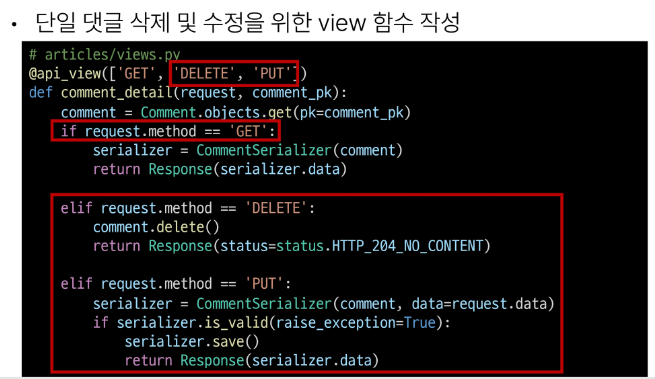 • 단일 댓글 삭제 및 수정을 위한 view 함수 작성
# articles/views.py
@api_view(['GET', 'DELETE', 'PUT'])
def comment_detail(request, comment_pk):
    comment = Comment.objects.get(pk=comment_pk)
    if request.method == 'GET':
        serializer = CommentSerializer(comment)
        return Response(serializer.data)
    elif request.method == 'DELETE':
        comment.delete()
        return Response(status=status.HTTP_204_NO_CONTENT)
    elif request.method == 'PUT':
        serializer = CommentSerializer(comment, data=request.data)
        if serializer.is_valid(raise_exception=True):
            serializer.save()
            return Response(serializer.data)